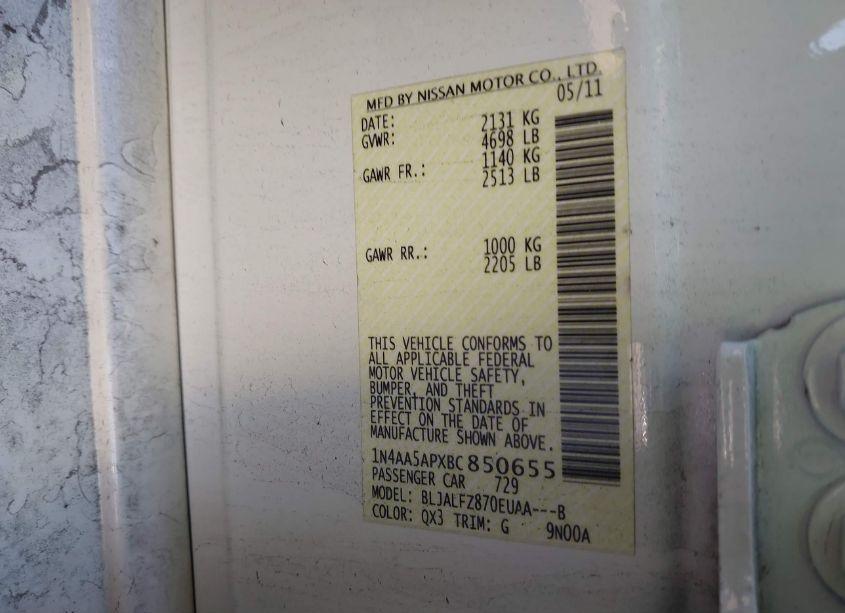 MFD BY NISSAN MOTOR CO., LTD.
DATE: 05/11
GVWR: 2131 KG
4698 LB
GAWR FR.: 1140 KG
2513 LB
GAWR RR.: 1000 KG
2205 LB
THIS VEHICLE CONFORMS TO
ALL APPLICABLE FEDERAL
MOTOR VEHICLE SAFETY,
BUMPER, AND THEFT
PREVENTION STANDARDS IN
EFFECT ON THE DATE OF
MANUFACTURE SHOWN ABOVE.
1N4AA5APXBC850655
PASSENGER CAR 729
MODEL: BLJALFZ870EUAA---B
COLOR: QX3 TRIM: G 9N00A